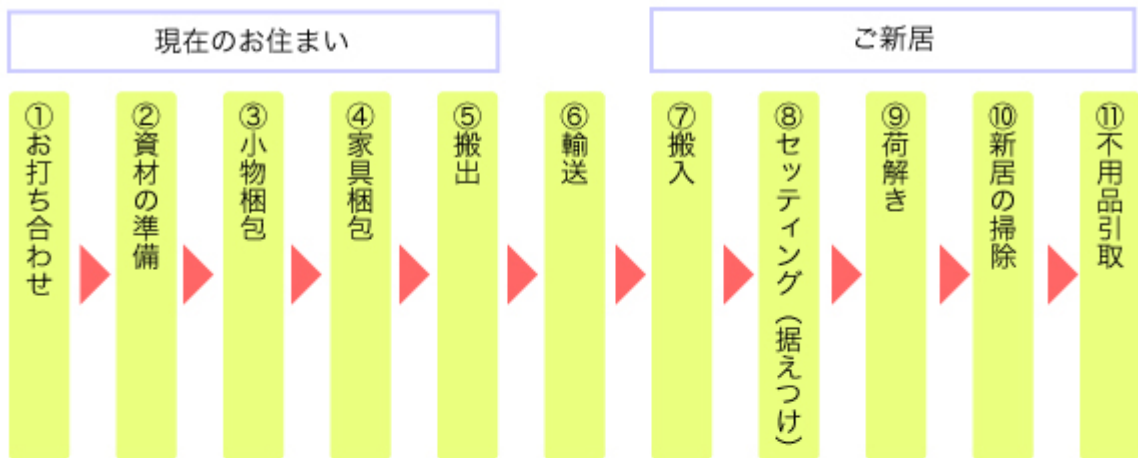 現在のお住まい
ご新居
①お打ち合わせ
②資材の準備
③小物梱包
④家具梱包
⑤搬出
⑥輸送
⑦搬入
⑧セッティング（据えつけ）
⑨荷解き
⑩新居の掃除
⑪不用品引取